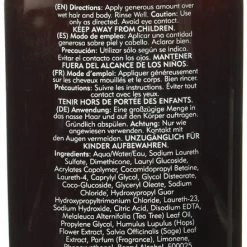 (EN) Directions: Apply generous amount over
wet hair and body. Rinse Well. Caution: Use
only as directed. Avoid eye contact.
KEEP AWAY FROM CHILDREN.
(ES) Modo de empleo: Aplicar una cantidad
generosa sobre piel y cabello. Aclarar bien.
Precaución: Utilizar sólo según se indica.
Evitar el contacto con los ojos. MANTENER
FUERA DEL ALCANCE DE LOS NIÑOS.
(FR) Mode d'emploi: Appliquer généreusement
sur les cheveux mouillés et le corps. Bien rincer.
Précautions: Suivre les instructions. Éviter tout
contact avec les yeux.
TENIR HORS DE PORTÉE DES ENFANTS.
(DE) Anwendung: Eine großzügige Menge in
das nasse Haar und auf den Körper auftragen.
Gründlich abspülen. Achtung: Nur wie
angegeben verwenden. Kontakt mit den
Augen vermeiden. UNZUGÄNGLICH FÜR
KINDER AUFBEWAHREN.
Ingredients: Aqua/Water/Eau, Sodium Laureth
Sulfate, Dimethicone, Lauryl Glucoside,
Acrylates Copolymer, Cocamidopropyl Betaine,
Laureth-4, Caprylyl Glycol, Glycol Distearate,
Coco-Glucoside, Glyceryl Oleate, Sodium
Chloride, Hydroxypropyl Guar
Hydroxypropyltrimonium Chloride, Laureth-23,
Sodium Hydroxide, Citric Acid, Disodium EDTA,
Melaleuca Alternifolia (Tea Tree) Leaf Oil,
Propylene Glycol, Humulus Lupulus (Hops)
Flower Extract, Salvia Officinalis (Sage) Leaf
Extract, Parfum (Fragrance), Limonene,